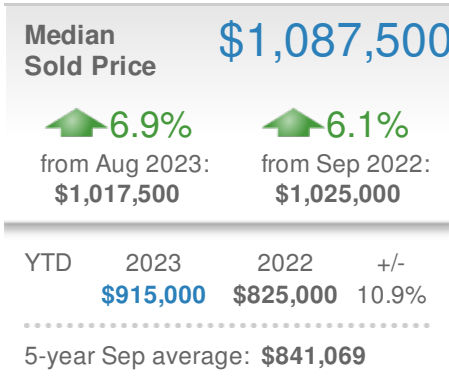 Median $1,087,500
Sold Price
6.9% 6.1%
from Aug 2023: from Sep 2022:
$1,017,500 $1,025,000
YTD 2023 2022 +/-
$915,000 $825,000 10.9%
5-year Sep average: $841,069